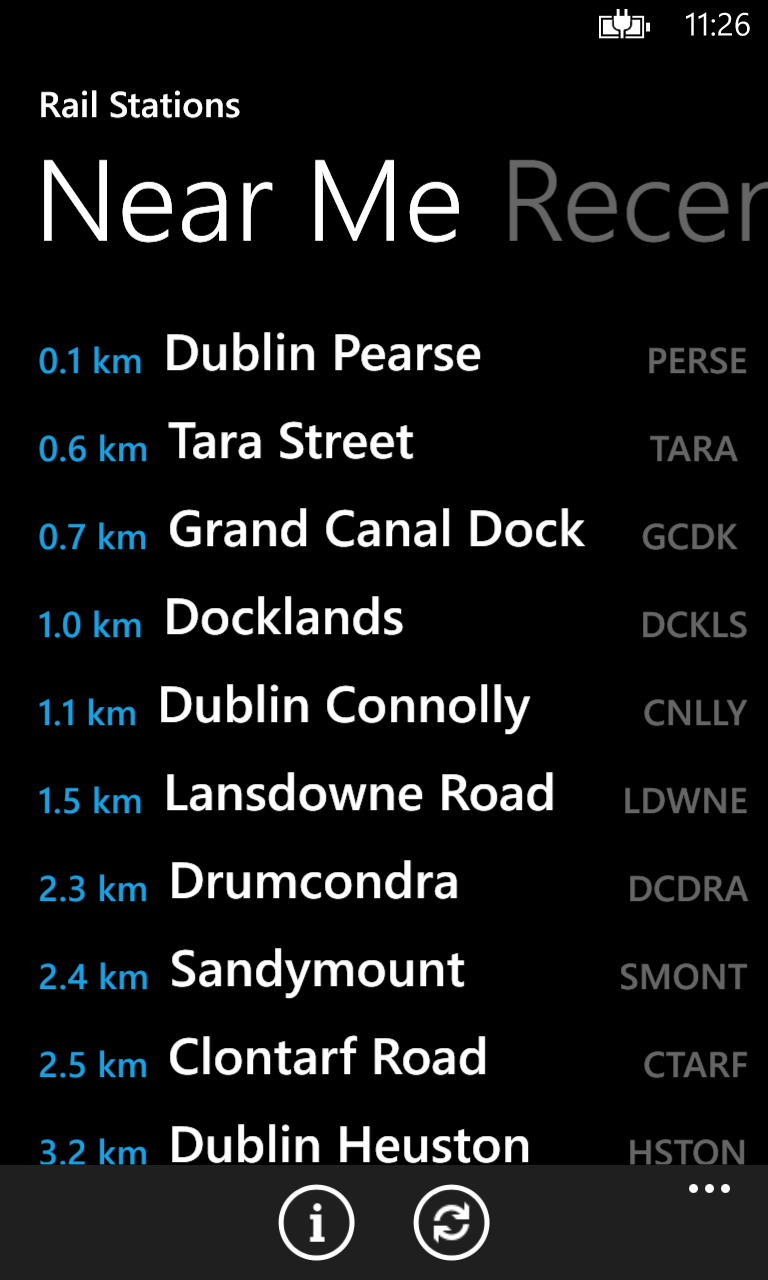 11:26
Rail Stations
Near Me Recen
0.1 km Dublin Pearse PERSE
0.6 km Tara Street TARA
0.7 km Grand Canal Dock GCDK
1.0 km Docklands DCKLS
1.1 km Dublin Connolly CNLLY
1.5 km Lansdowne Road LDWNE
2.3 km Drumcondra DCDRA
2.4 km Sandymount SMONT
2.5 km Clontarf Road CTARF
3.2 km Dublin Heuston HSTON